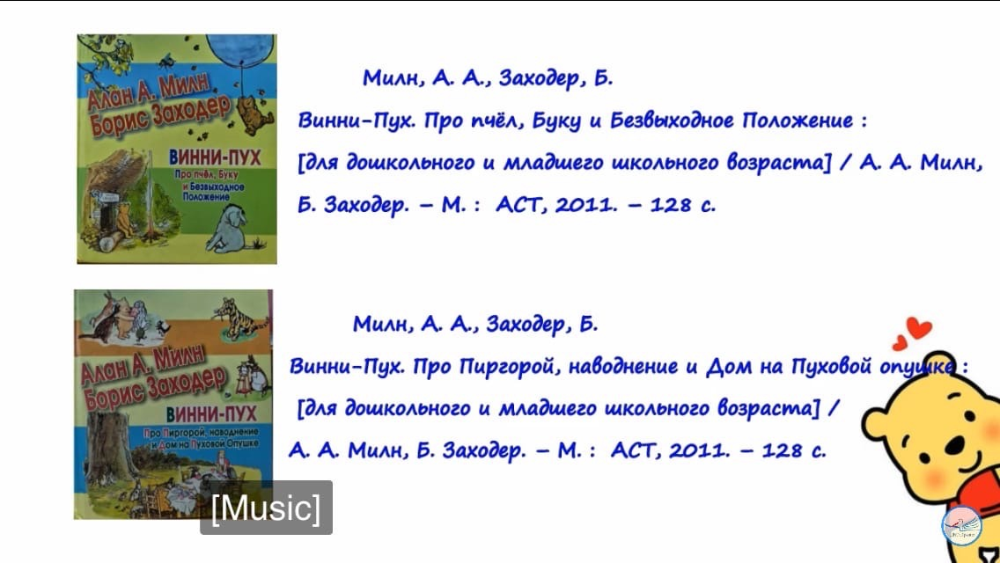 Алан А. Милн
Борис Заходер
ВИННИ-ПУХ
Про пчёл, Буку
и Безвыходное
Положение
Милн, А. А., Заходер, Б.
Винни-Пух. Про пчёл, Буку и Безвыходное Положение :
[для дошкольного и младшего школьного возраста] / А. А. Милн,
Б. Заходер. – М. : АСТ, 2011. – 128 с.
Алан А. Милн
Борис Заходер
ВИННИ-ПУХ
Про Пиргорой, наводнение
и Дом на Пуховой Опушке
Милн, А. А., Заходер, Б.
Винни-Пух. Про Пиргорой, наводнение и Дом на Пуховой опушке :
[для дошкольного и младшего школьного возраста] /
А. А. Милн, Б. Заходер. – М. : АСТ, 2011. – 128 с.
[Music]